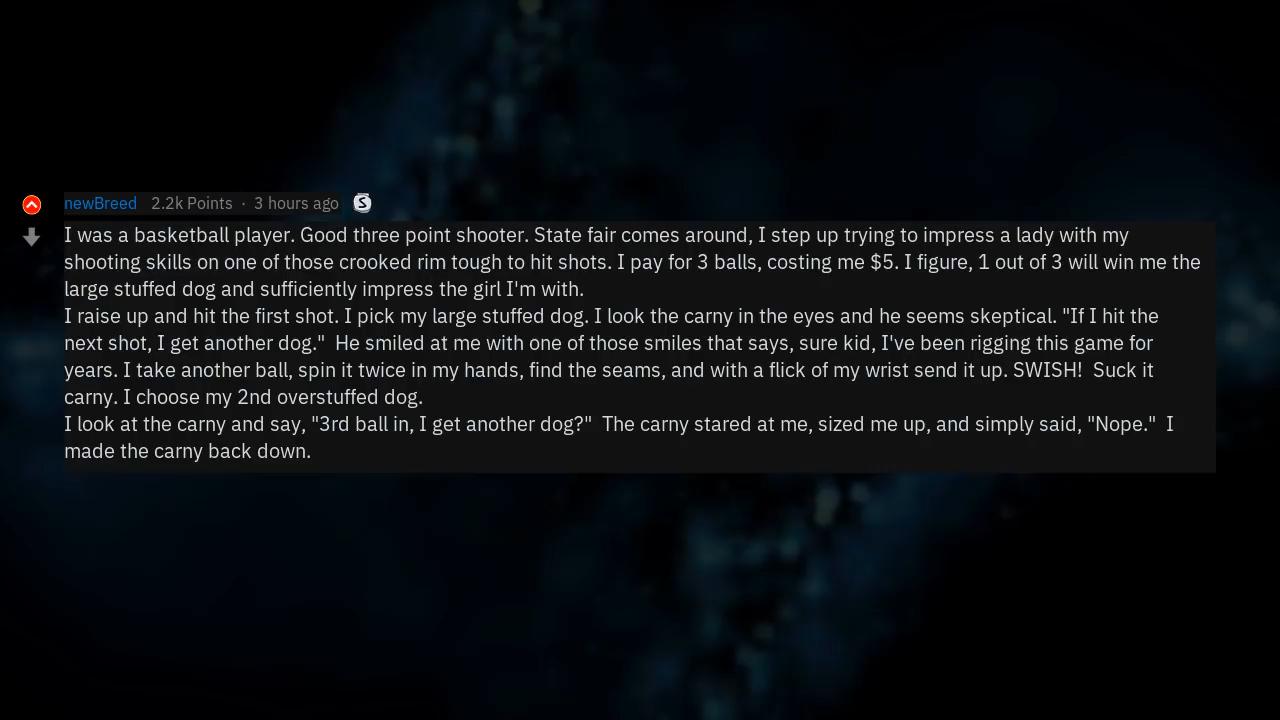 newBreed 2.2k Points · 3 hours ago S
I was a basketball player. Good three point shooter. State fair comes around, I step up trying to impress a lady with my
shooting skills on one of those crooked rim tough to hit shots. I pay for 3 balls, costing me $5. I figure, 1 out of 3 will win me the
large stuffed dog and sufficiently impress the girl I'm with.
I raise up and hit the first shot. I pick my large stuffed dog. I look the carny in the eyes and he seems skeptical. "If I hit the
next shot, I get another dog." He smiled at me with one of those smiles that says, sure kid, I've been rigging this game for
years. I take another ball, spin it twice in my hands, find the seams, and with a flick of my wrist send it up. SWISH! Suck it
carny. I choose my 2nd overstuffed dog.
I look at the carny and say, "3rd ball in, I get another dog?" The carny stared at me, sized me up, and simply said, "Nope." I
made the carny back down.